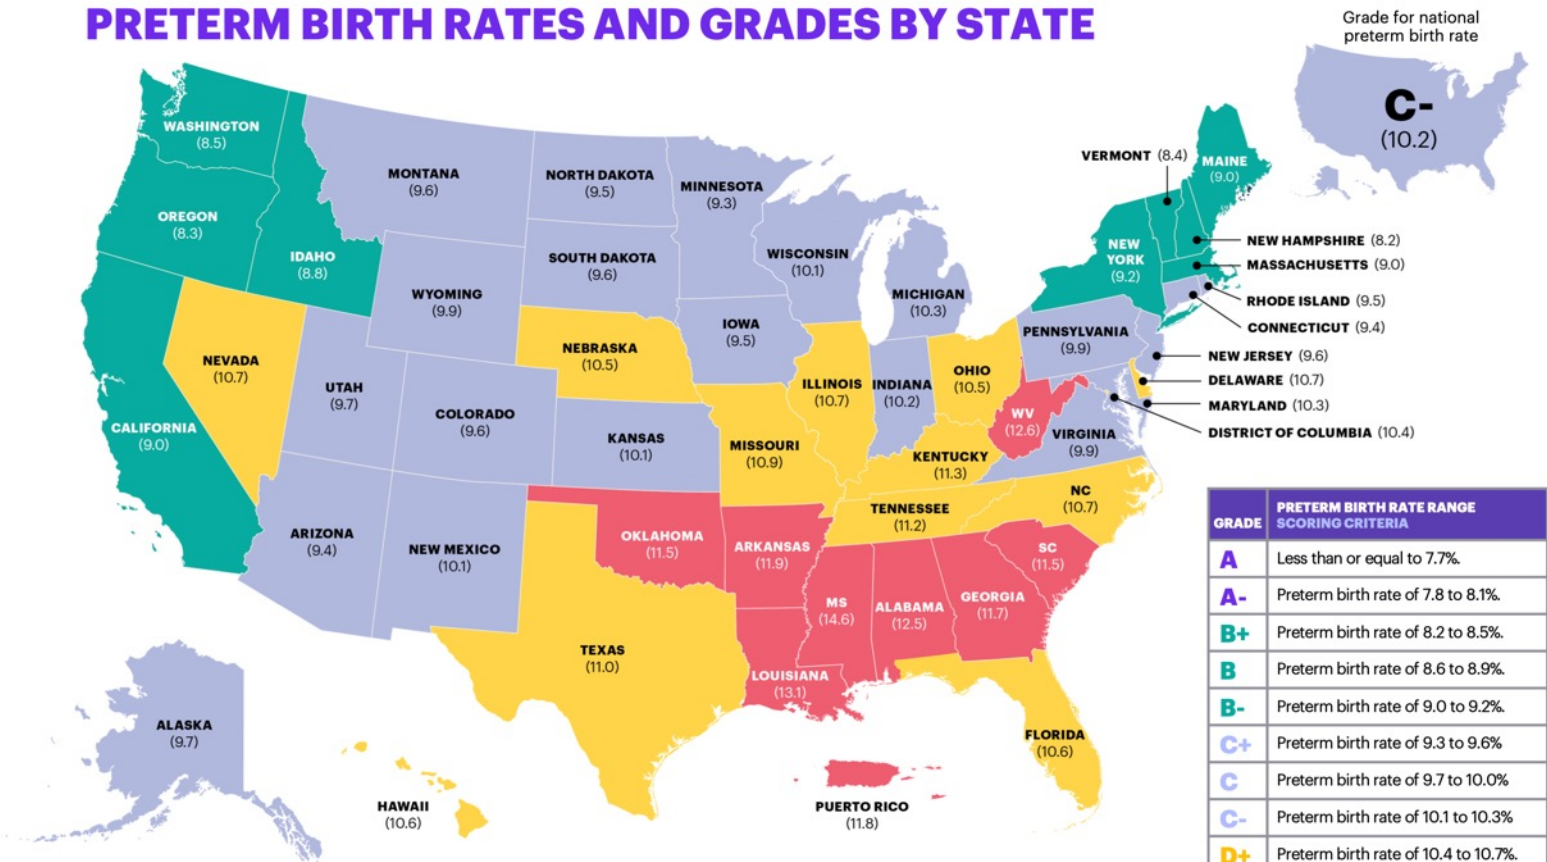 PRETERM BIRTH RATES AND GRADES BY STATE
Grade for national
preterm birth rate
C-
(10.2)
WASHINGTON
(8.5)
OREGON
(8.3)
IDAHO
(8.8)
MONTANA
(9.6)
NORTH DAKOTA
(9.5)
MINNESOTA
(9.3)
SOUTH DAKOTA
(9.6)
WISCONSIN
(10.1)
MICHIGAN
(10.3)
WYOMING
(9.9)
IOWA
(9.5)
NEBRASKA
(10.5)
NEVADA
(10.7)
UTAH
(9.7)
COLORADO
(9.6)
CALIFORNIA
(9.0)
KANSAS
(10.1)
MISSOURI
(10.9)
ILLINOIS
(10.7)
INDIANA
(10.2)
OHIO
(10.5)
PENNSYLVANIA
(9.9)
NEW
YORK
(9.2)
VERMONT (8.4)
MAINE
(9.0)
NEW HAMPSHIRE (8.2)
MASSACHUSETTS (9.0)
RHODE ISLAND (9.5)
CONNECTICUT (9.4)
NEW JERSEY (9.6)
DELAWARE (10.7)
MARYLAND (10.3)
DISTRICT OF COLUMBIA (10.4)
WV
(12.6)
VIRGINIA
(9.9)
KENTUCKY
(11.3)
TENNESSEE
(11.2)
NC
(10.7)
ARIZONA
(9.4)
NEW MEXICO
(10.1)
OKLAHOMA
(11.5)
ARKANSAS
(11.9)
SC
(11.5)
MS
(14.6)
ALABAMA
(12.5)
GEORGIA
(11.7)
TEXAS
(11.0)
LOUISIANA
(13.1)
FLORIDA
(10.6)
ALASKA
(9.7)
HAWAII
(10.6)
PUERTO RICO
(11.8)
GRADE PRETERM BIRTH RATE RANGE
SCORING CRITERIA
A Less than or equal to 7.7%.
A- Preterm birth rate of 7.8 to 8.1%.
B+ Preterm birth rate of 8.2 to 8.5%.
B Preterm birth rate of 8.6 to 8.9%.
B- Preterm birth rate of 9.0 to 9.2%.
C+ Preterm birth rate of 9.3 to 9.6%
C Preterm birth rate of 9.7 to 10.0%
C- Preterm birth rate of 10.1 to 10.3%
D+ Preterm birth rate of 10.4 to 10.7%.